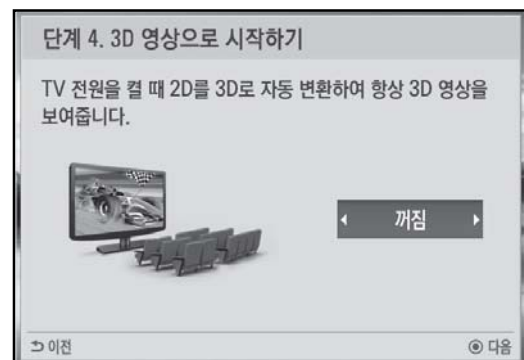 단계 4. 3D 영상으로 시작하기
TV 전원을 켤 때 2D를 3D로 자동 변환하여 항상 3D 영상을
보여줍니다.
꺼짐
이전
다음